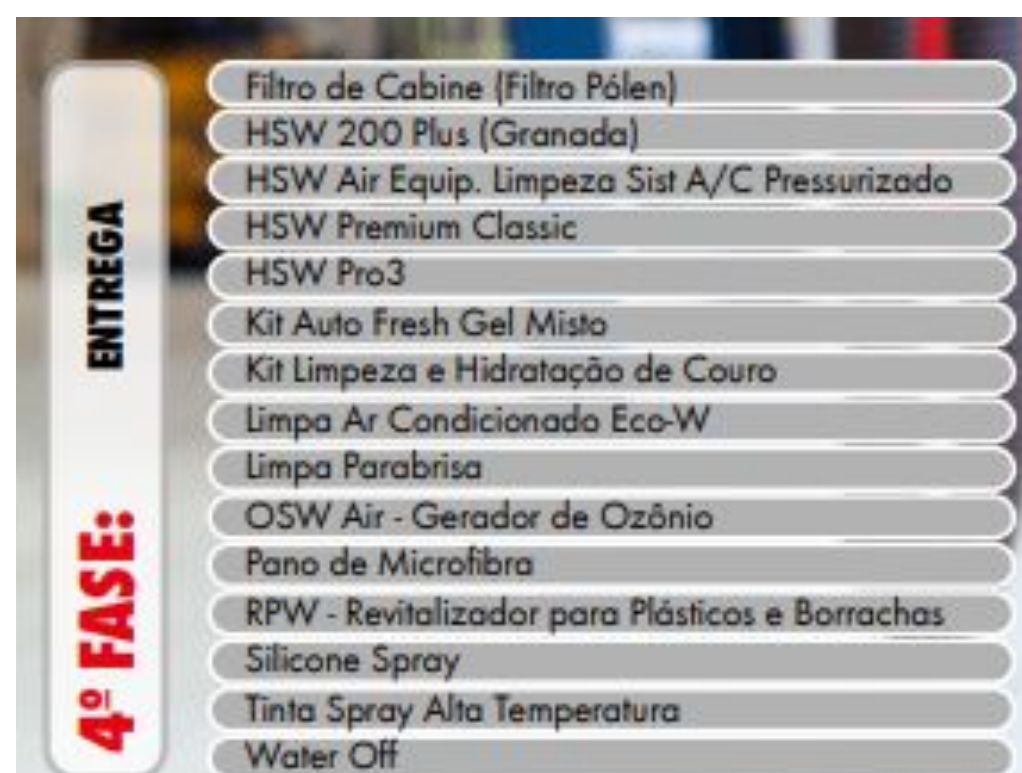 4º FASE: ENTREGA
Filtro de Cabine (Filtro Pólen)
HSW 200 Plus (Granada)
HSW Air Equip. Limpeza Sist A/C Pressurizado
HSW Premium Classic
HSW Pro3
Kit Auto Fresh Gel Misto
Kit Limpeza e Hidratação de Couro
Limpa Ar Condicionado Eco-W
Limpa Parabrisa
OSW Air - Gerador de Ozônio
Pano de Microfibra
RPW - Revitalizador para Plásticos e Borrachas
Silicone Spray
Tinta Spray Alta Temperatura
Water Off